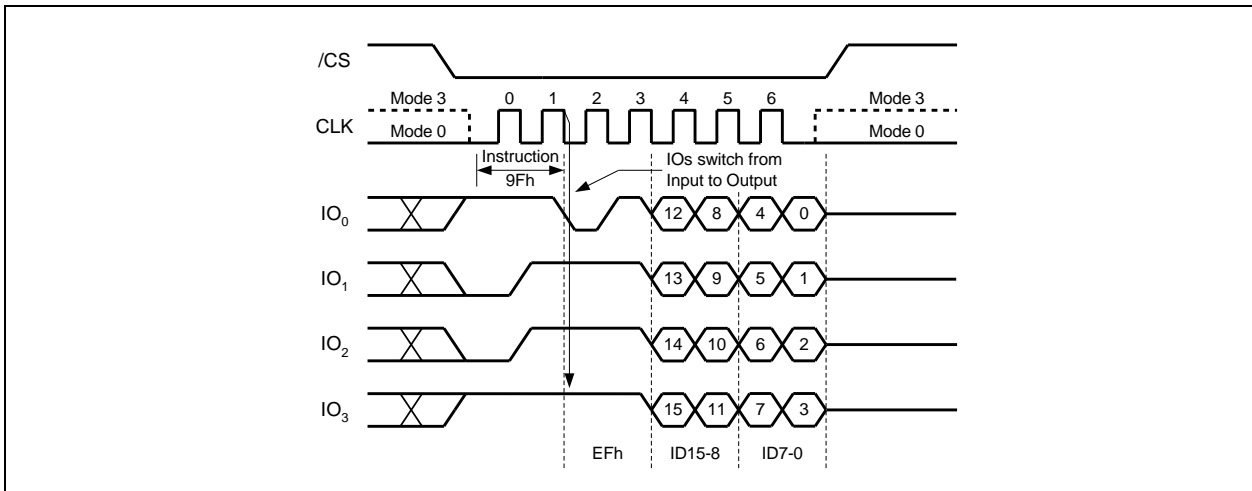 /CS
Mode 3 0 1 2 3 4 5 6 Mode 3
CLK Mode 0 Mode 0
Instruction IOs switch from
9Fh Input to Output
IO0 12 8 4 0
IO1 13 9 5 1
IO2 14 10 6 2
IO3 15 11 7 3
EFh ID15-8 ID7-0